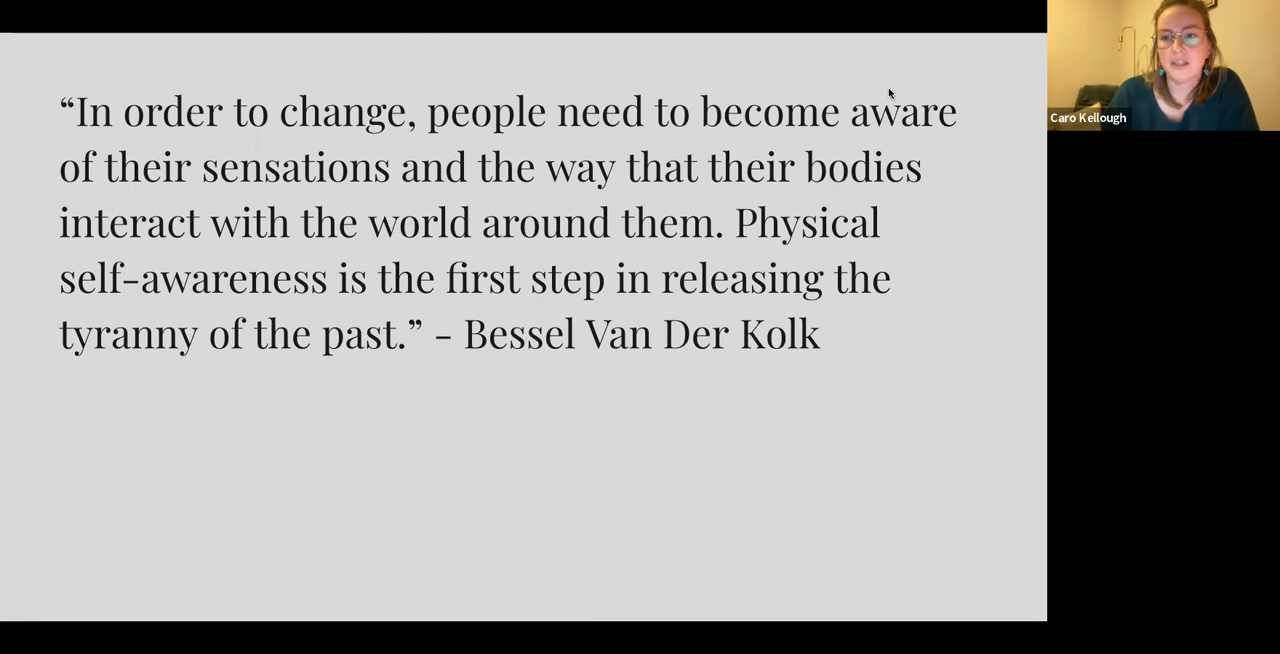 “In order to change, people need to become aware
of their sensations and the way that their bodies
interact with the world around them. Physical
self-awareness is the first step in releasing the
tyranny of the past.” - Bessel Van Der Kolk
Caro Kellough